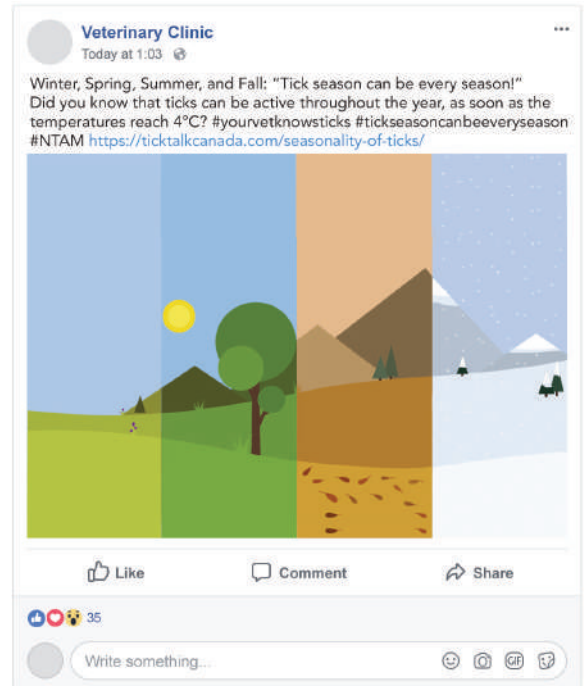 Veterinary Clinic
Today at 1:03
Winter, Spring, Summer, and Fall: “Tick season can be every season!”
Did you know that ticks can be active throughout the year, as soon as the
temperatures reach 4°C? #yourvetknowsticks #tickseasoncanbeeveryseason
#NTAM https://ticktalkcanada.com/seasonality-of-ticks/
Like Comment Share
35
Write something... GIF